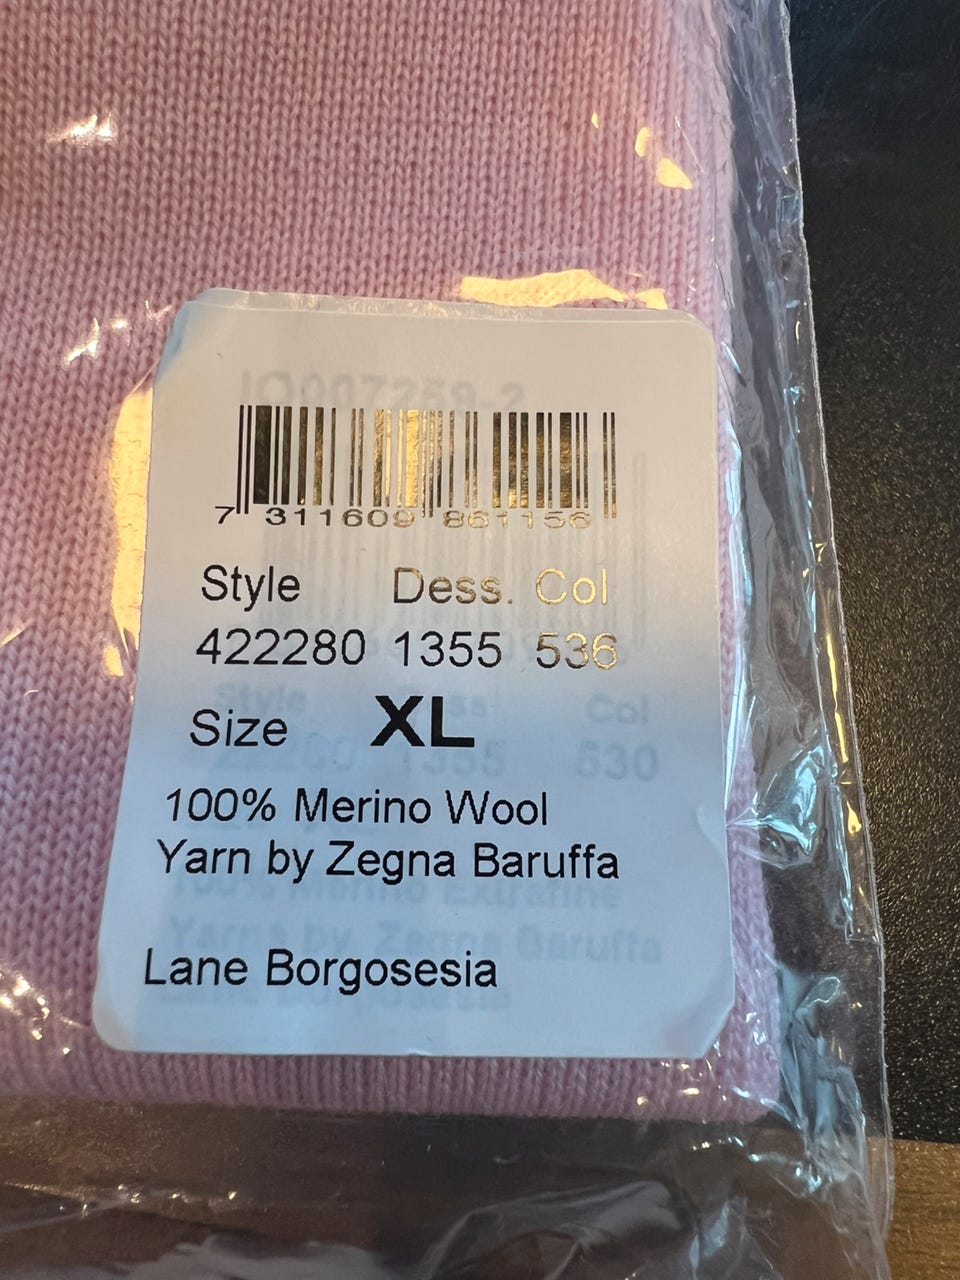 7 311609 861156
Style Dess. Col
422280 1355 536
Size XL
100% Merino Wool
Yarn by Zegna Baruffa
Lane Borgosesia